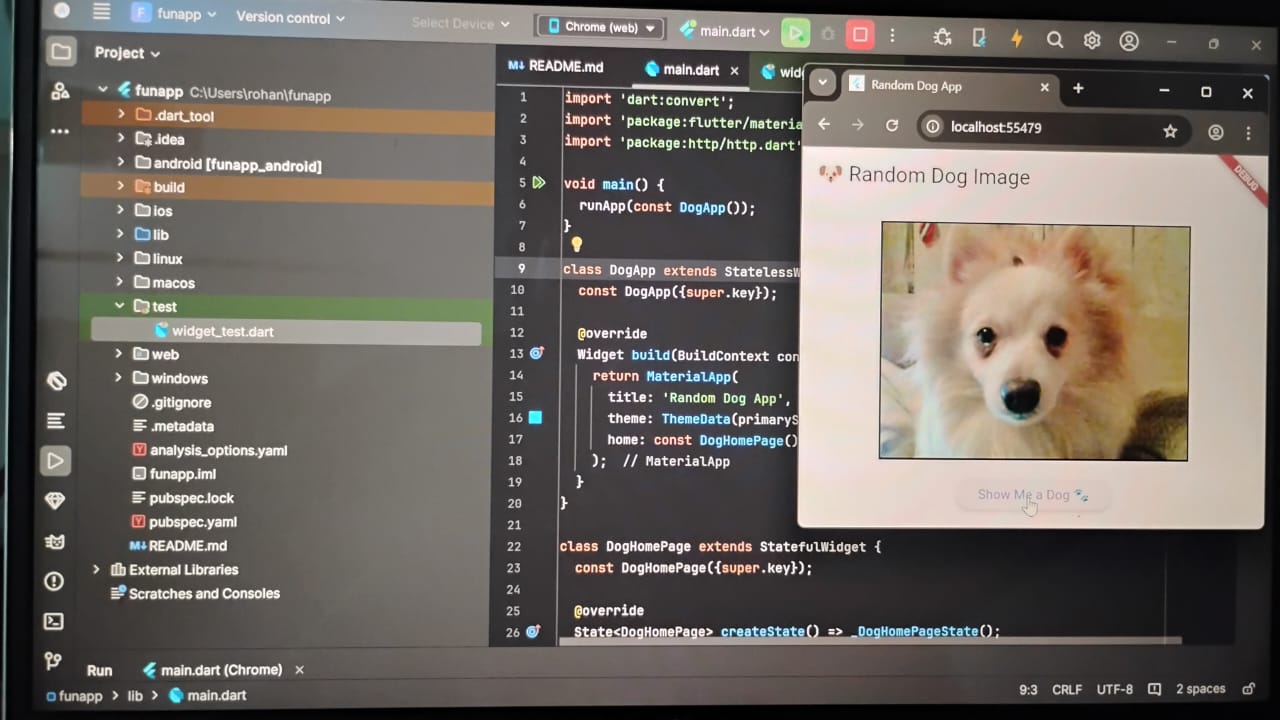 F funapp Version control Select Device Chrome (web) main.dart
Project
funapp C:\Users\rohan\funapp
.dart_tool
.idea
android [funapp_android]
build
ios
lib
linux
macos
test
widget_test.dart
web
windows
.gitignore
.metadata
analysis_options.yaml
funapp.iml
pubspec.lock
pubspec.yaml
M↓ README.md
External Libraries
Scratches and Consoles
M↓ README.md main.dart × wid
1 import 'dart:convert';
2 import 'package:flutter/materia
3 import 'package:http/http.dart'
4
5 void main() {
6 runApp(const DogApp());
7 }
8
9 class DogApp extends StatelessW
10 const DogApp({super.key});
11
12 @override
13 Widget build(BuildContext con
14 return MaterialApp(
15 title: 'Random Dog App',
16 theme: ThemeData(primaryS
17 home: const DogHomePage()
18 ); // MaterialApp
19 }
20 }
21
22 class DogHomePage extends StatefulWidget {
23 const DogHomePage({super.key});
24
25 @override
26 State<DogHomePage> createState() => _DogHomePageState();
Random Dog App
localhost:55479
🐶 Random Dog Image
DEBUG
Show Me a Dog 🐾
Run main.dart (Chrome) ×
funapp > lib > main.dart
9:3 CRLF UTF-8 2 spaces